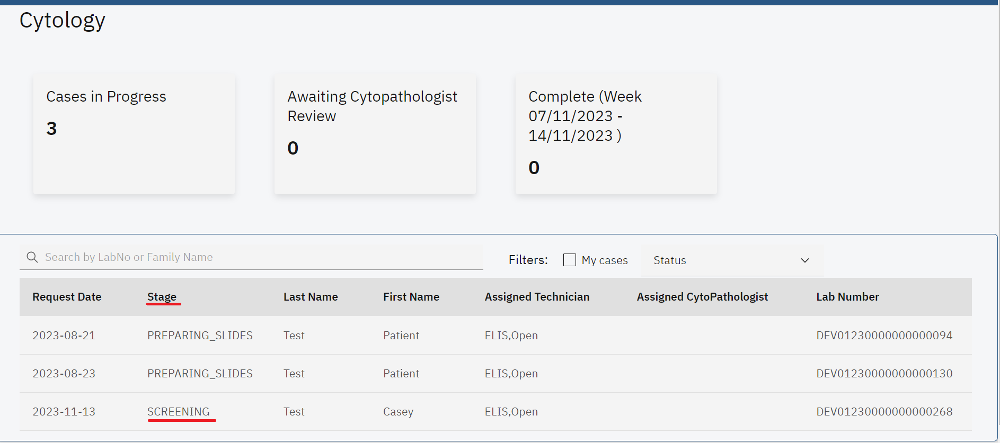 Cytology
Cases in Progress
3
Awaiting Cytopathologist
Review
0
Complete (Week
07/11/2023 -
14/11/2023 )
0
Search by LabNo or Family Name
Filters: My cases Status
Request Date Stage Last Name First Name Assigned Technician Assigned CytoPathologist Lab Number
2023-08-21 PREPARING_SLIDES Test Patient ELIS,Open DEV01230000000000094
2023-08-23 PREPARING_SLIDES Test Patient ELIS,Open DEV01230000000000130
2023-11-13 SCREENING Test Casey ELIS,Open DEV01230000000000268